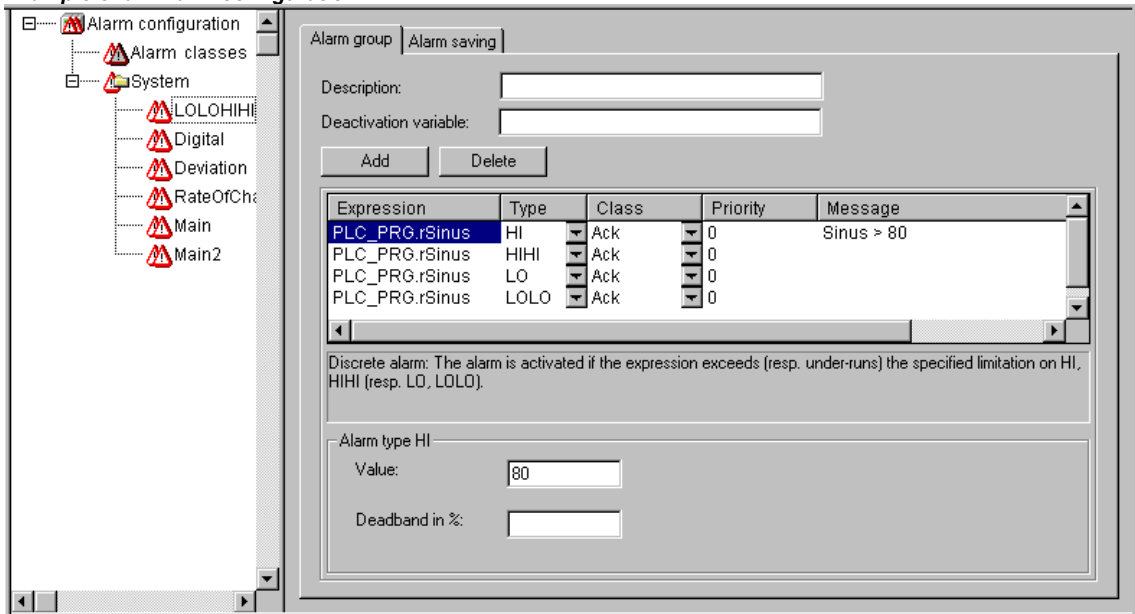 Alarm configuration
Alarm classes
System
LOLOHIHI
Digital
Deviation
RateOfCha
Main
Main2
Alarm group Alarm saving
Description:
Deactivation variable:
Add Delete
Expression Type Class Priority Message
PLC_PRG.rSinus HI Ack 0 Sinus > 80
PLC_PRG.rSinus HIHI Ack 0
PLC_PRG.rSinus LO Ack 0
PLC_PRG.rSinus LOLO Ack 0
Discrete alarm: The alarm is activated if the expression exceeds (resp. under-runs) the specified limitation on HI,
HIHI (resp. LO, LOLO).
Alarm type HI
Value: 80
Deadband in %: